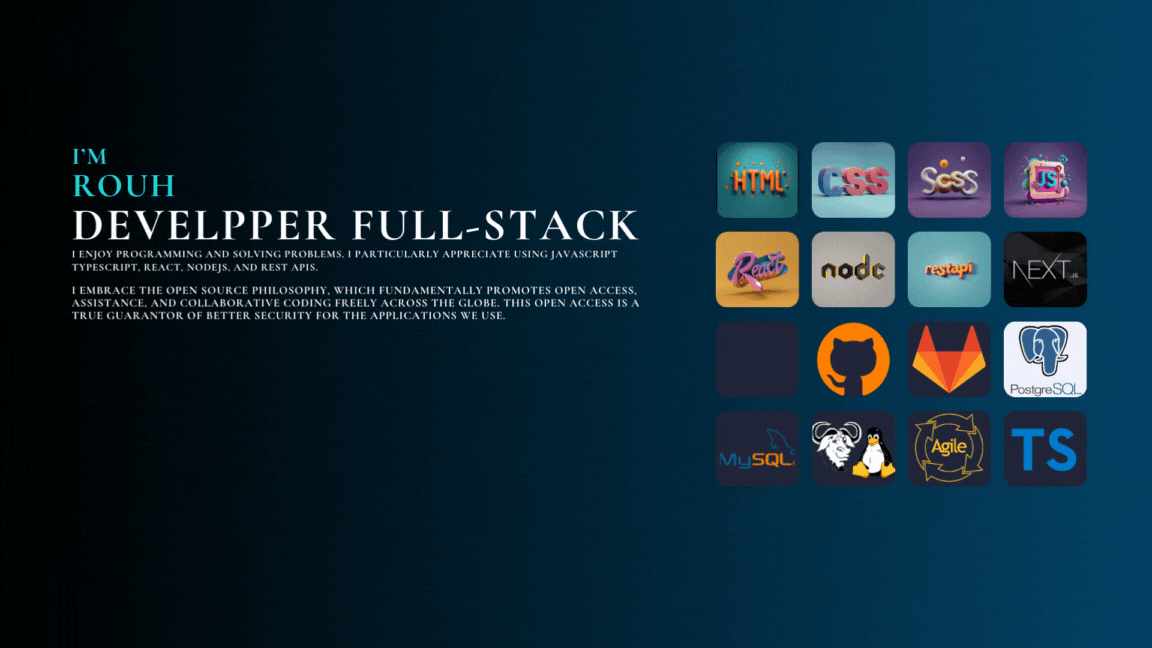 I'M
ROUH
DEVELPPER FULL-STACK
I ENJOY PROGRAMMING AND SOLVING PROBLEMS. I PARTICULARLY APPRECIATE USING JAVASCRIPT
TYPESCRIPT, REACT, NODEJS, AND REST APIS.
I EMBRACE THE OPEN SOURCE PHILOSOPHY, WHICH FUNDAMENTALLY PROMOTES OPEN ACCESS,
ASSISTANCE, AND COLLABORATIVE CODING FREELY ACROSS THE GLOBE. THIS OPEN ACCESS IS A
TRUE GUARANTOR OF BETTER SECURITY FOR THE APPLICATIONS WE USE.
HTML
CSS
SCSS
JS
React
node
restapi
NEXT.JS
PostgreSQL
MySQL
Agile
TS